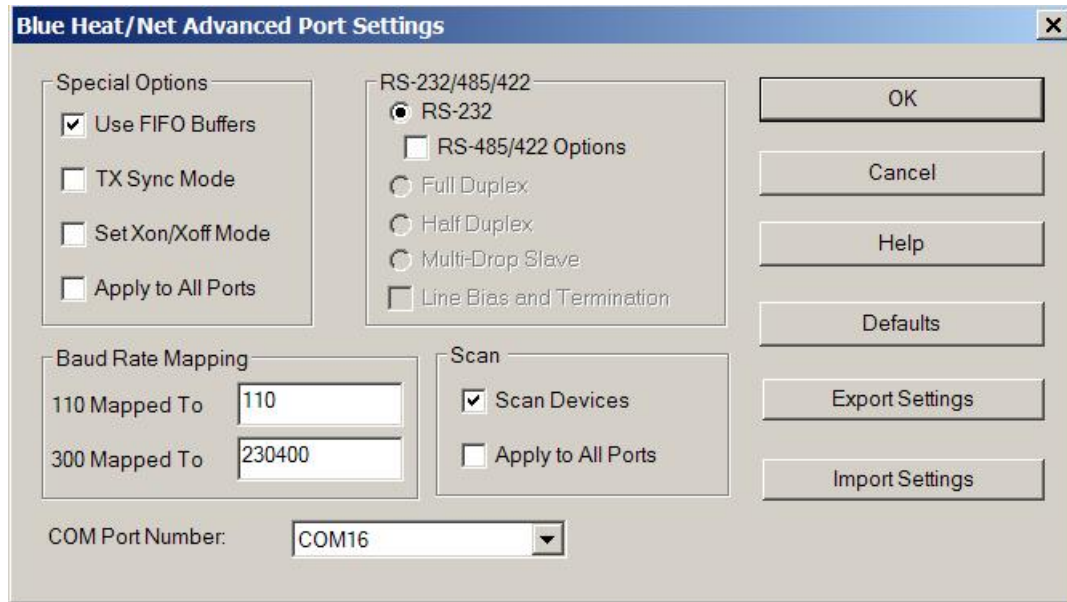 Blue Heat/Net Advanced Port Settings
Special Options
Use FIFO Buffers
TX Sync Mode
Set Xon/Xoff Mode
Apply to All Ports
RS-232/485/422
RS-232
RS-485/422 Options
Full Duplex
Half Duplex
Multi-Drop Slave
Line Bias and Termination
Baud Rate Mapping
110 Mapped To 110
300 Mapped To 230400
Scan
Scan Devices
Apply to All Ports
COM Port Number: COM16
OK
Cancel
Help
Defaults
Export Settings
Import Settings